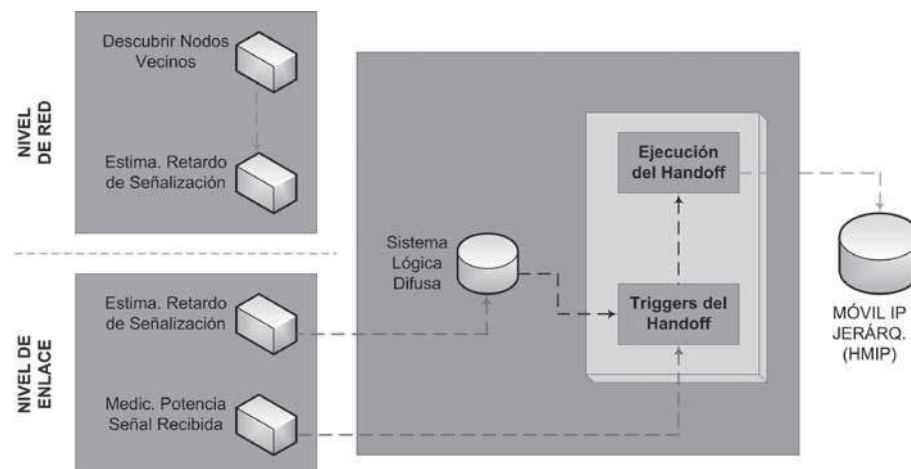 NIVEL
DE RED
Descubrir Nodos
Vecinos
Estima. Retardo
de Señalización
NIVEL DE
ENLACE
Estima. Retardo
de Señalización
Medic. Potencia
Señal Recibida
Sistema
Lógica
Difusa
Ejecución
del Handoff
Triggers del
Handoff
MÓVIL IP
JERÁRQ.
(HMIP)